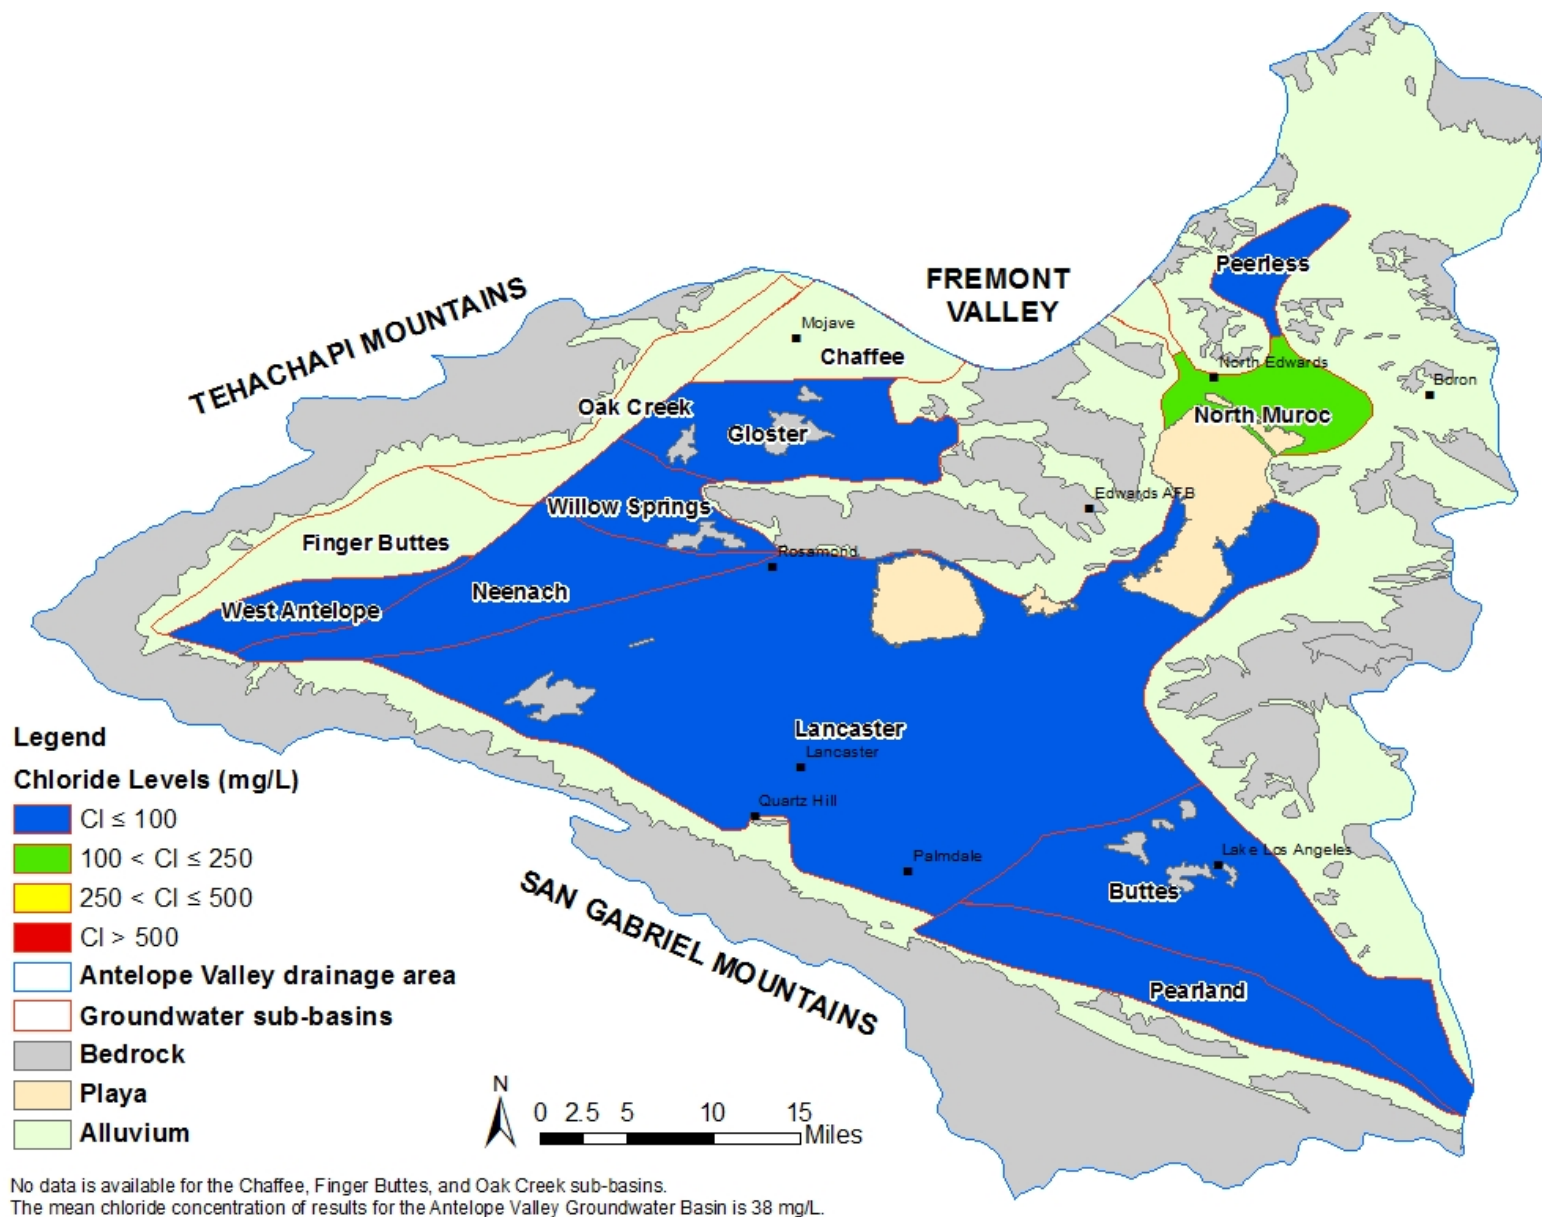 FREMONT
VALLEY
TEHACHAPI MOUNTAINS
Peerless
Mojave
Chaffee
North Edwards
Boron
Oak Creek
North Muroc
Gloster
Edwards AFB
Willow Springs
Finger Buttes
Rosamond
Neenach
West Antelope
Lancaster
Lancaster
Quartz Hill
Palmdale
Lake Los Angeles
Buttes
SAN GABRIEL MOUNTAINS
Pearland
Legend
Chloride Levels (mg/L)
Cl ≤ 100
100 < Cl ≤ 250
250 < Cl ≤ 500
Cl > 500
Antelope Valley drainage area
Groundwater sub-basins
Bedrock
Playa
Alluvium
N
0 2.5 5 10 15
Miles
No data is available for the Chaffee, Finger Buttes, and Oak Creek sub-basins.
The mean chloride concentration of results for the Antelope Valley Groundwater Basin is 38 mg/L.